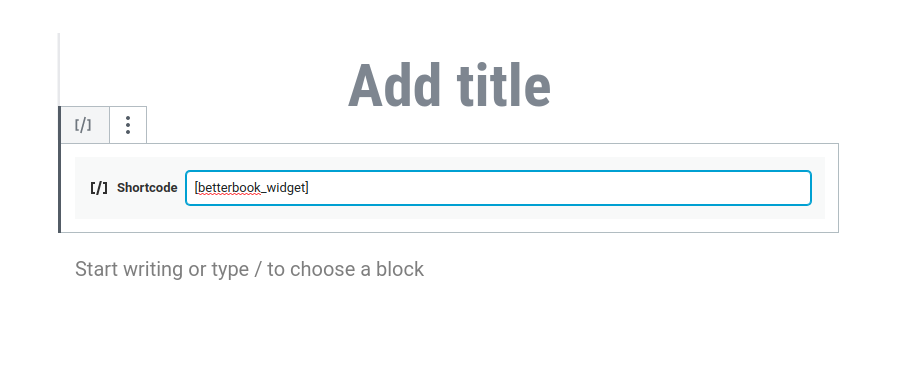 Add title
[/]
[/] Shortcode [betterbook_widget]
Start writing or type / to choose a block